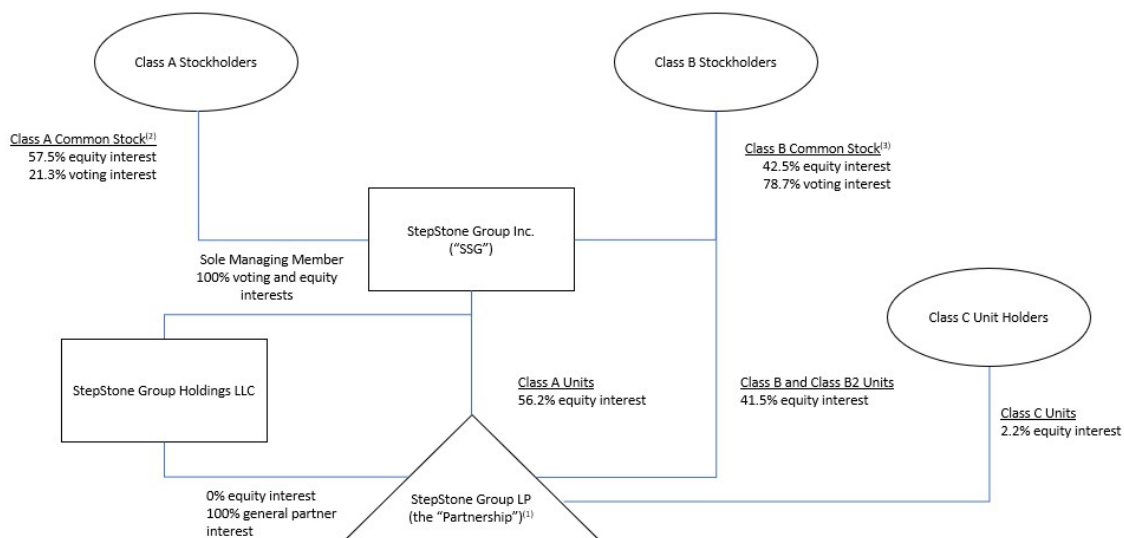 Class A Stockholders
Class B Stockholders
Class A Common Stock(2)
57.5% equity interest
21.3% voting interest
Class B Common Stock(3)
42.5% equity interest
78.7% voting interest
StepStone Group Inc.
(“SSG”)
Sole Managing Member
100% voting and equity
interests
Class C Unit Holders
StepStone Group Holdings LLC
Class A Units
56.2% equity interest
Class B and Class B2 Units
41.5% equity interest
Class C Units
2.2% equity interest
0% equity interest
100% general partner
interest
StepStone Group LP
(the “Partnership”)(1)